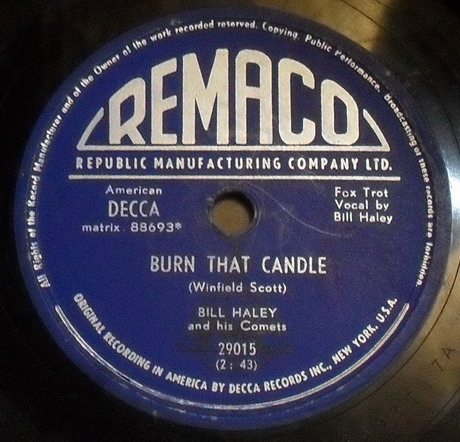 All Rights of the Record Manufacturer and of the Owner of the work recorded reserved. Copying, Public Performance, Broadcasting of these records are forbidden.
REMACO
REPUBLIC MANUFACTURING COMPANY LTD.
American
DECCA
matrix. 88693*
Fox Trot
Vocal by
Bill Haley
BURN THAT CANDLE
(Winfield Scott)
BILL HALEY
and his Comets
29015
(2 : 43)
ORIGINAL RECORDING IN AMERICA BY DECCA RECORDS INC., NEW YORK, U.S.A.